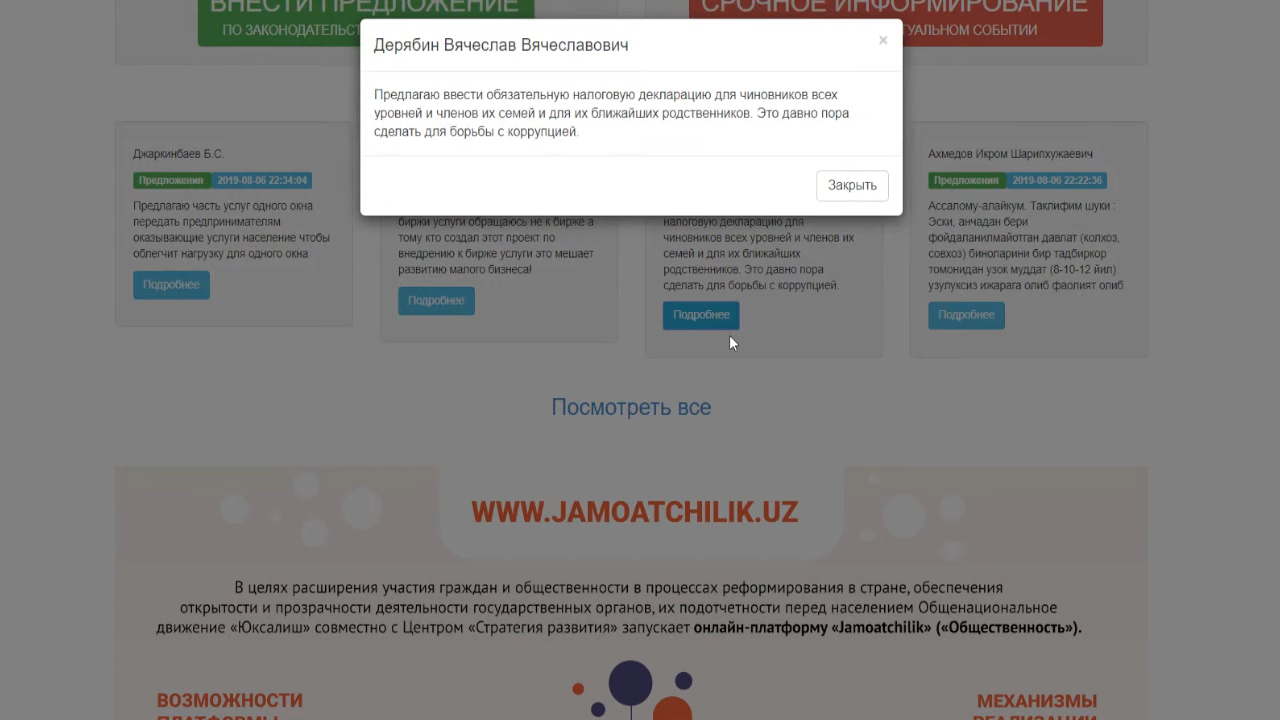 ВНЕСТИ ПРЕДЛОЖЕНИЕ
ПО ЗАКОНОДАТЕЛЬСТ
СРОЧНОЕ ИНФОРМИРОВАНИЕ
ТУАЛЬНОМ СОБЫТИИ
Дерябин Вячеслав Вячеславович
×
Предлагаю ввести обязательную налоговую декларацию для чиновников всех
уровней и членов их семей и для их ближайших родственников. Это давно пора
сделать для борьбы с коррупцией.
Закрыть
Джаркинбаев Б.С.
Предложения 2019-08-06 22:34:04
Предлагаю часть услуг одного окна
передать предпринимателям
оказывающие услуги население чтобы
облегчит нагрузку для одного окна
Подробнее
биржи услуги обращаюсь не к бирже а
тому кто создал этот проект по
внедрению к бирже услуги это мешает
развитию малого бизнеса!
Подробнее
налоговую декларацию для
чиновников всех уровней и членов их
семей и для их ближайших
родственников. Это давно пора
сделать для борьбы с коррупцией.
Подробнее
Ахмедов Икром Шарипхужаевич
Предложения 2019-08-06 22:22:36
Ассалому-алайкум. Таклифим шуки :
Эски, анчадан бери
фойдаланилмайотган давлат (колхоз,
совхоз) биноларини бир тадбиркор
томонидан узок муддат (8-10-12 йил)
узулуксиз ижарага олиб фаолият олиб
Подробнее
Посмотреть все
WWW.JAMOATCHILIK.UZ
В целях расширения участия граждан и общественности в процессах реформирования в стране, обеспечения
открытости и прозрачности деятельности государственных органов, их подотчетности перед населением Общенациональное
движение «Юксалиш» совместно с Центром «Стратегия развития» запускает онлайн-платформу «Jamoatchilik» («Общественность»).
ВОЗМОЖНОСТИ
ПЛАТФОРМЫ
МЕХАНИЗМЫ
РЕАЛИЗАЦИИ